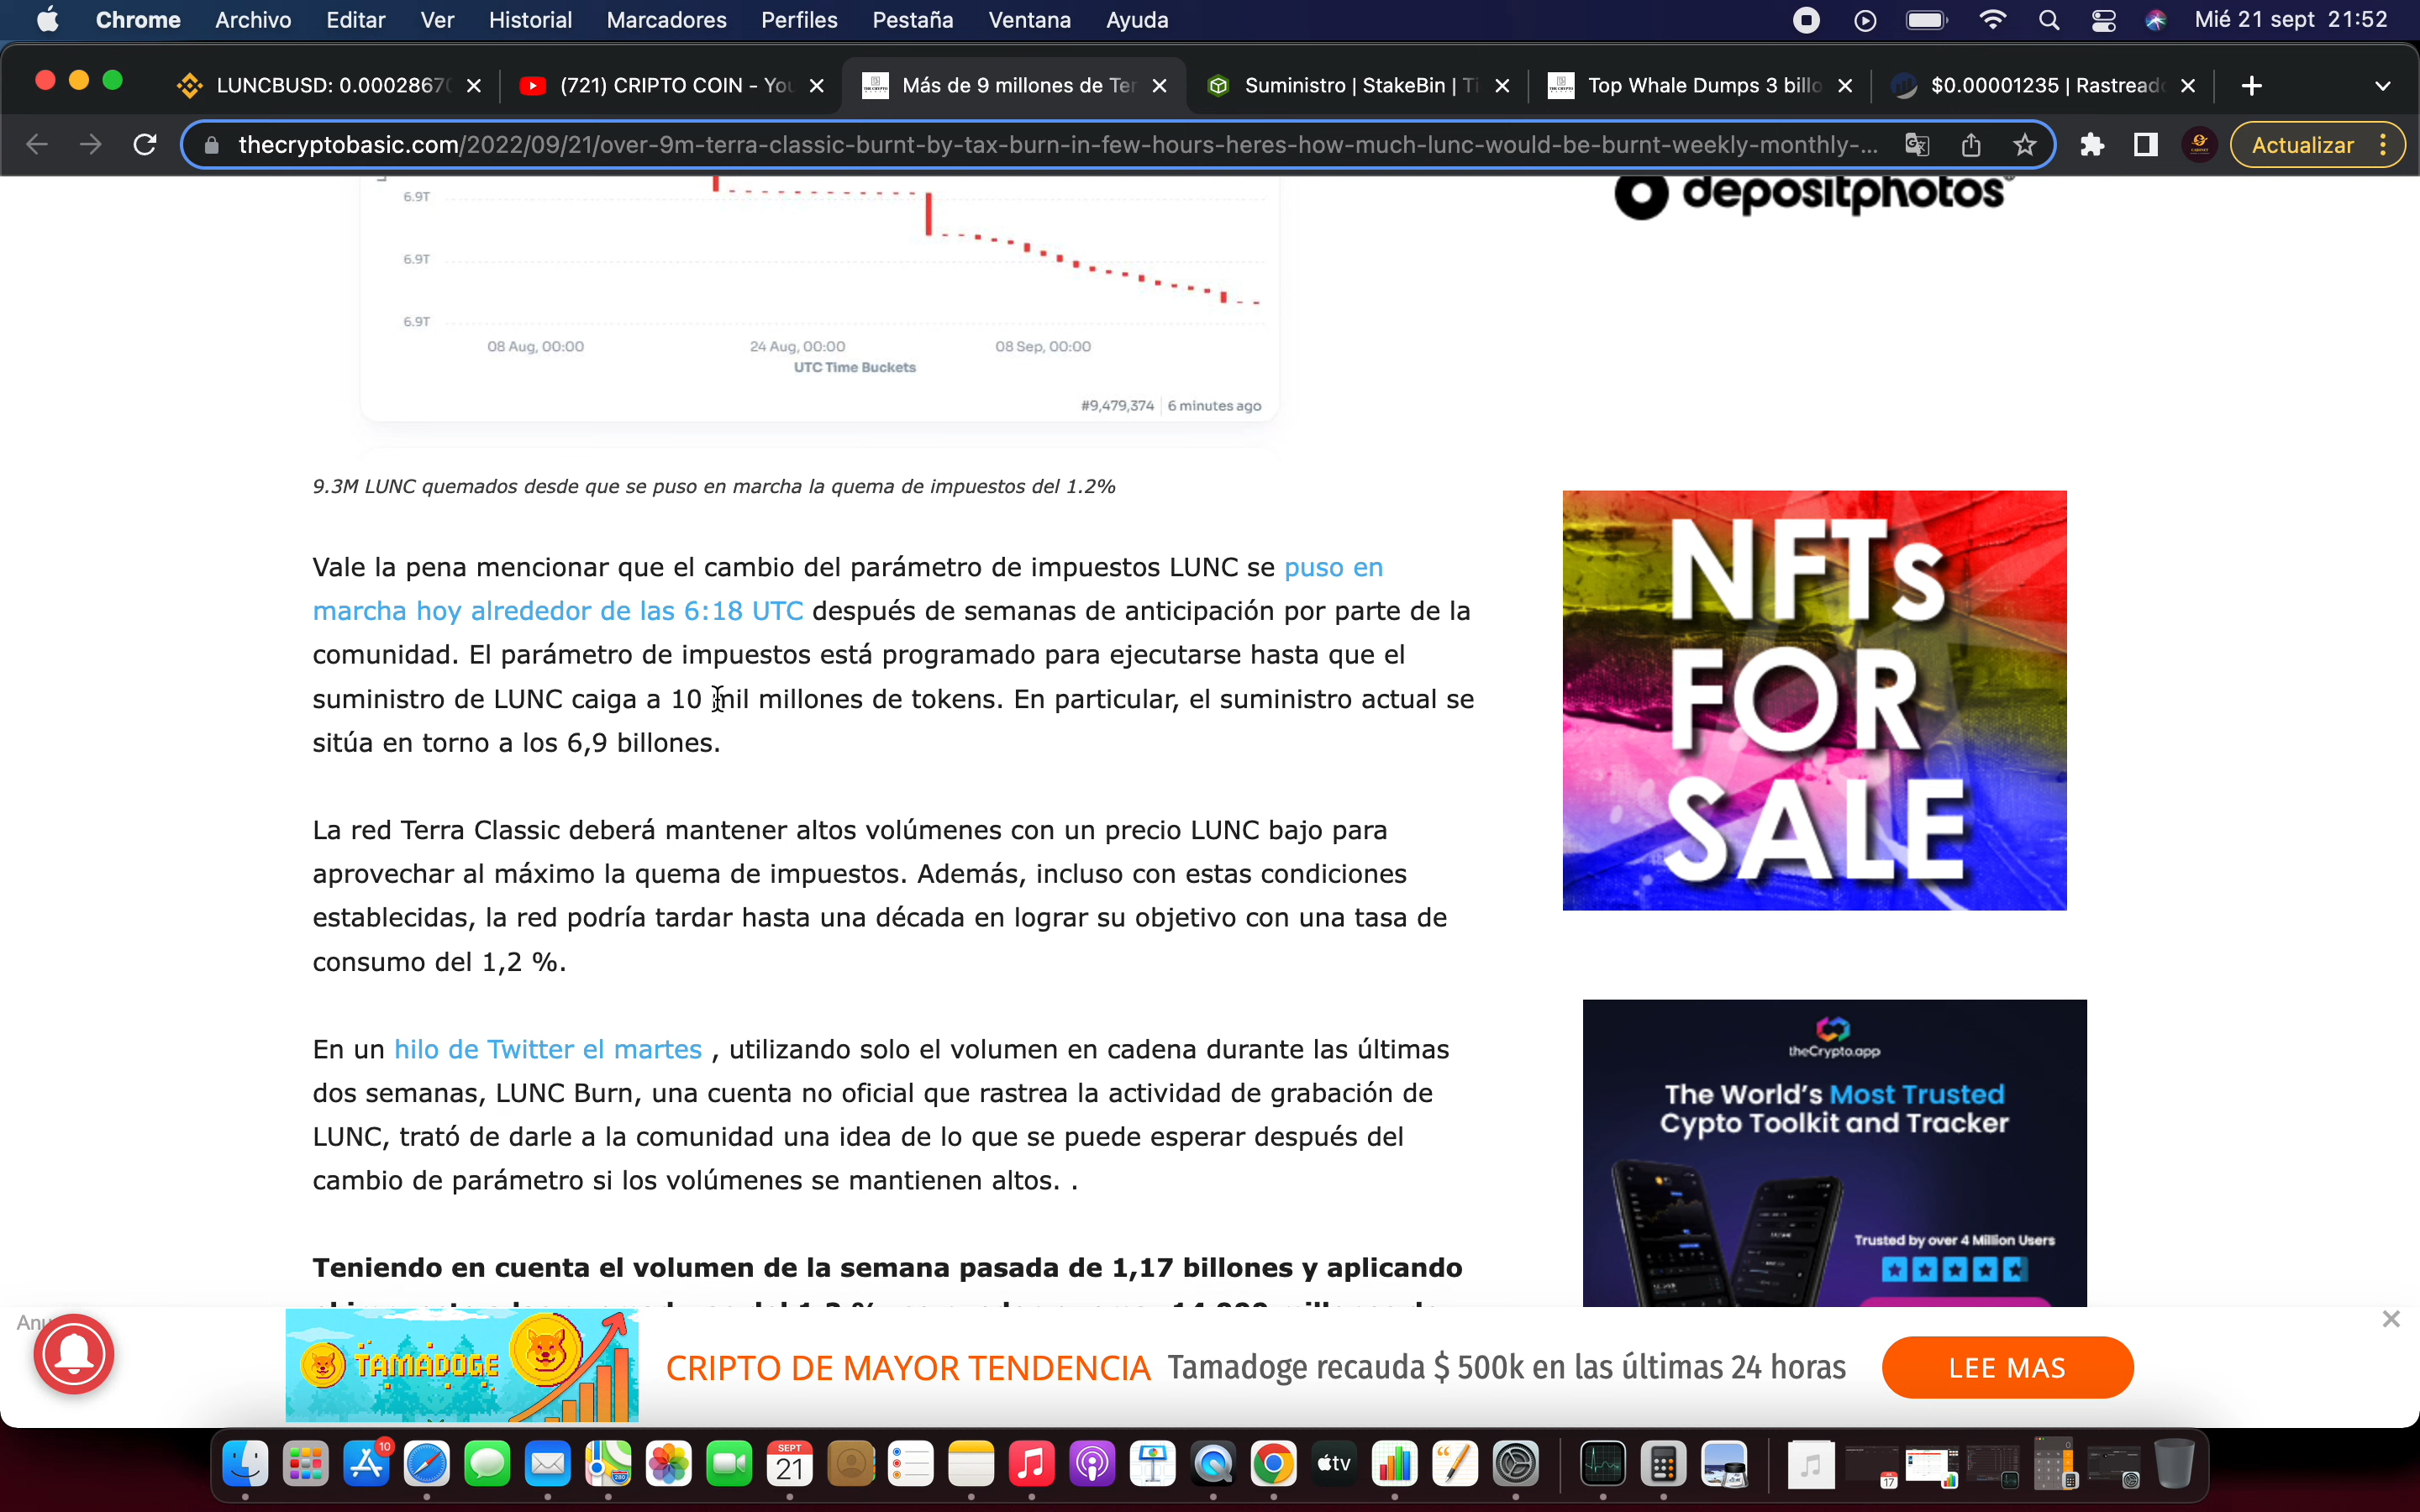 Chrome Archivo Editar Ver Historial Marcadores Perfiles Pestaña Ventana Ayuda Mié 21 sept 21:52
LUNCBUSD: 0.00028670 (721) CRIPTO COIN - You Más de 9 millones de Ter Suministro | StakeBin | Ti Top Whale Dumps 3 billo $0.00001235 | Rastread
thecryptobasic.com/2022/09/21/over-9m-terra-classic-burnt-by-tax-burn-in-few-hours-heres-how-much-lunc-would-be-burnt-weekly-monthly-... Actualizar
depositphotos
6.9T
6.9T
6.9T
08 Aug, 00:00 24 Aug, 00:00 08 Sep, 00:00
UTC Time Buckets
#9,479,374 6 minutes ago
9.3M LUNC quemados desde que se puso en marcha la quema de impuestos del 1.2%
Vale la pena mencionar que el cambio del parámetro de impuestos LUNC se puso en
marcha hoy alrededor de las 6:18 UTC después de semanas de anticipación por parte de la
comunidad. El parámetro de impuestos está programado para ejecutarse hasta que el
suministro de LUNC caiga a 10 mil millones de tokens. En particular, el suministro actual se
sitúa en torno a los 6,9 billones.
La red Terra Classic deberá mantener altos volúmenes con un precio LUNC bajo para
aprovechar al máximo la quema de impuestos. Además, incluso con estas condiciones
establecidas, la red podría tardar hasta una década en lograr su objetivo con una tasa de
consumo del 1,2 %.
En un hilo de Twitter el martes , utilizando solo el volumen en cadena durante las últimas
dos semanas, LUNC Burn, una cuenta no oficial que rastrea la actividad de grabación de
LUNC, trató de darle a la comunidad una idea de lo que se puede esperar después del
cambio de parámetro si los volúmenes se mantienen altos. .
Teniendo en cuenta el volumen de la semana pasada de 1,17 billones y aplicando
NFTs
FOR
SALE
theCrypto.app
The World's Most Trusted
Cypto Toolkit and Tracker
Trusted by over 4 Million Users
Anu
TAMADOGE
CRIPTO DE MAYOR TENDENCIA Tamadoge recauda $ 500k en las últimas 24 horas
LEE MAS
10
SEPT
21
280
tv
17